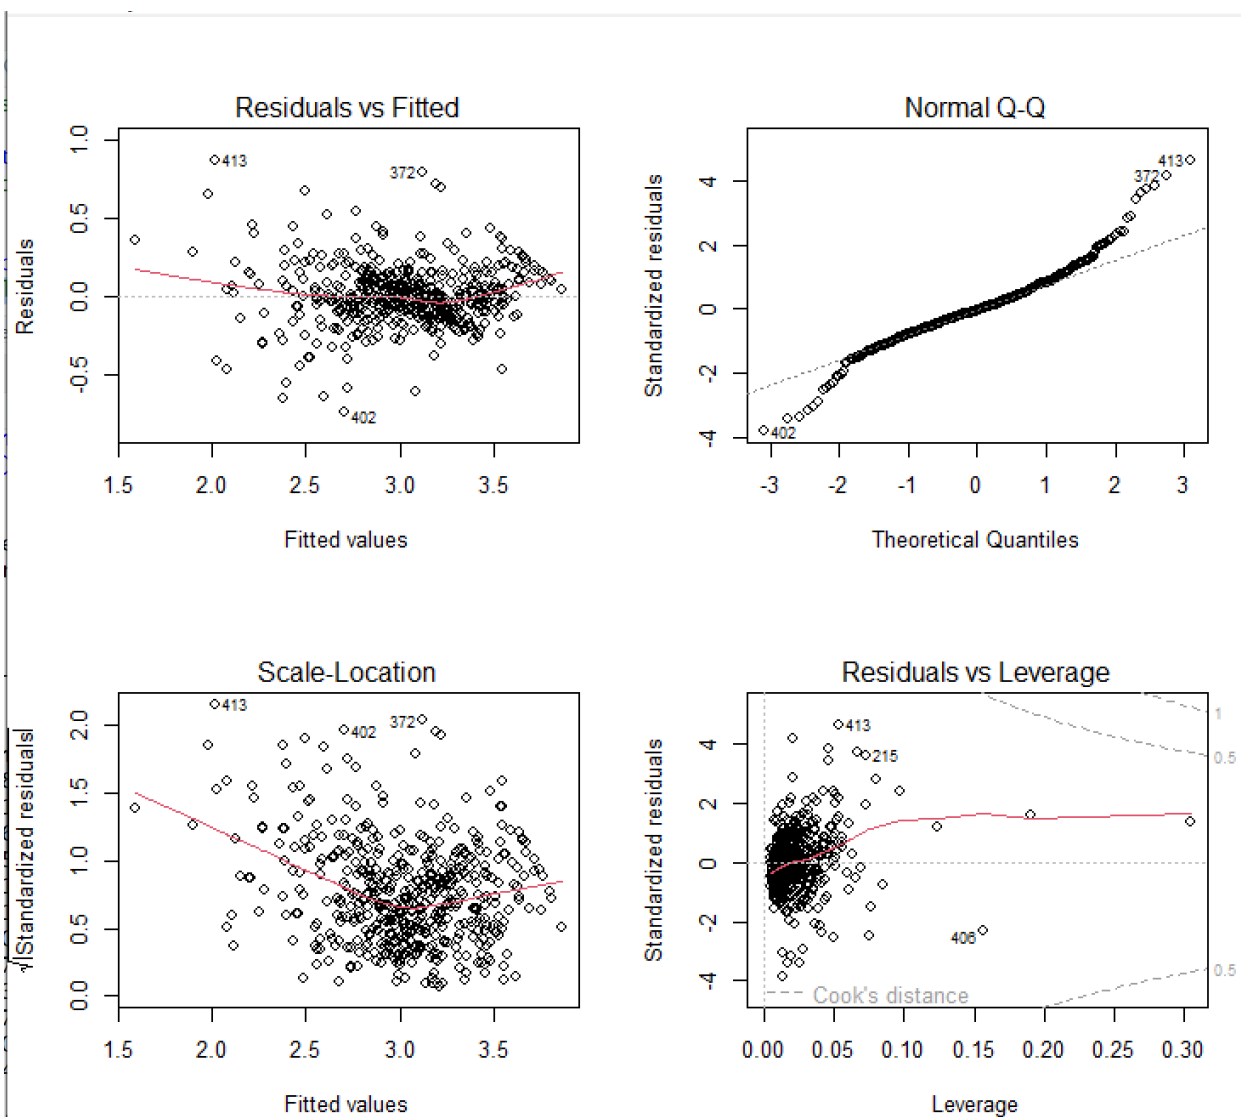 Residuals vs Fitted
Residuals
1.0
0.5
0.0
-0.5
413
372
402
1.5 2.0 2.5 3.0 3.5
Fitted values
Normal Q-Q
Standardized residuals
4
2
0
-2
-4
413
372
402
-3 -2 -1 0 1 2 3
Theoretical Quantiles
Scale-Location
√|Standardized residuals|
2.0
1.5
1.0
0.5
0.0
413
402
372
1.5 2.0 2.5 3.0 3.5
Fitted values
Residuals vs Leverage
Standardized residuals
4
2
0
-2
-4
413
215
406
1
0.5
0.5
Cook's distance
0.00 0.05 0.10 0.15 0.20 0.25 0.30
Leverage